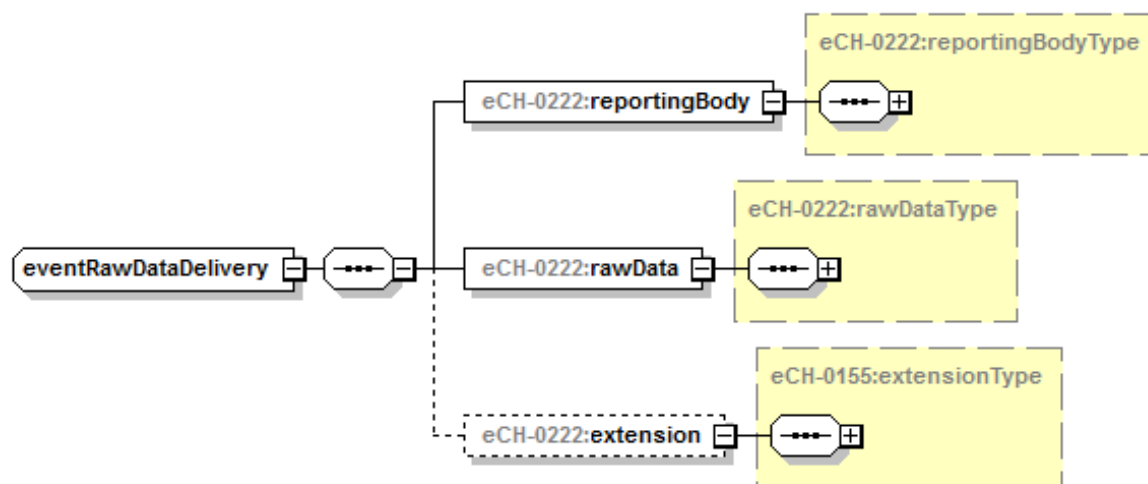 eCH-0222:reportingBodyType
eCH-0222:reportingBody
eCH-0222:rawDataType
eventRawDataDelivery
eCH-0222:rawData
eCH-0155:extensionType
eCH-0222:extension